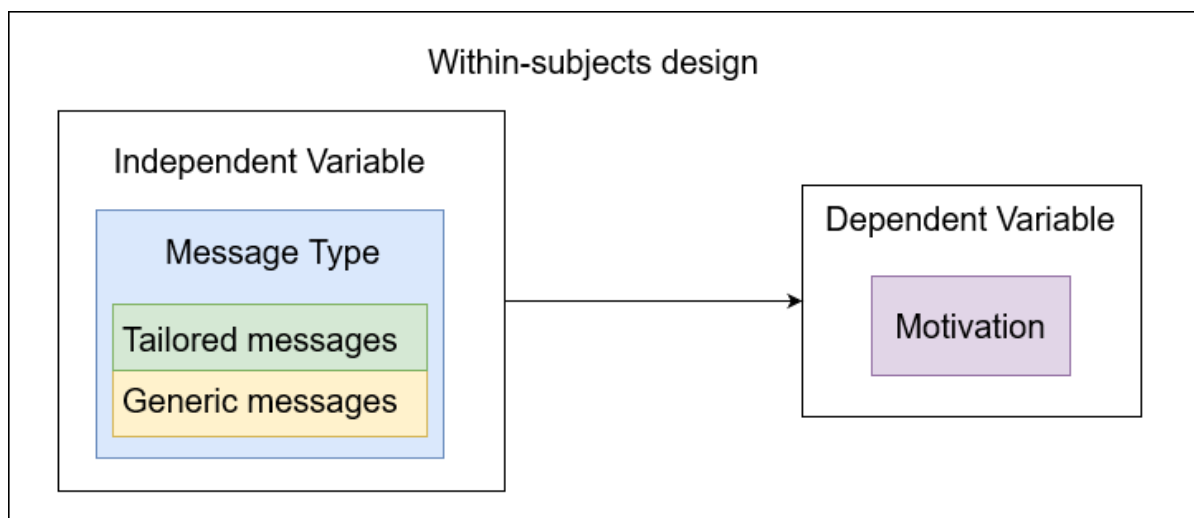 Within-subjects design
Independent Variable
Message Type
Tailored messages
Generic messages
Dependent Variable
Motivation